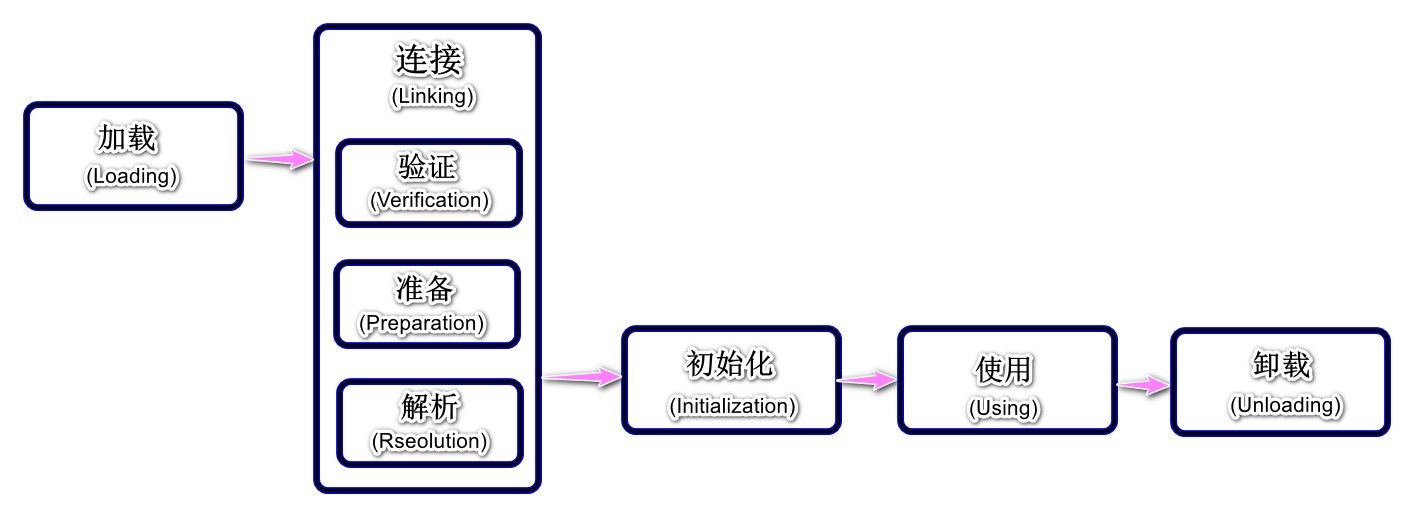 加载
(Loading)
连接
(Linking)
验证
(Verification)
准备
(Preparation)
解析
(Rseolution)
初始化
(Initialization)
使用
(Using)
卸载
(Unloading)